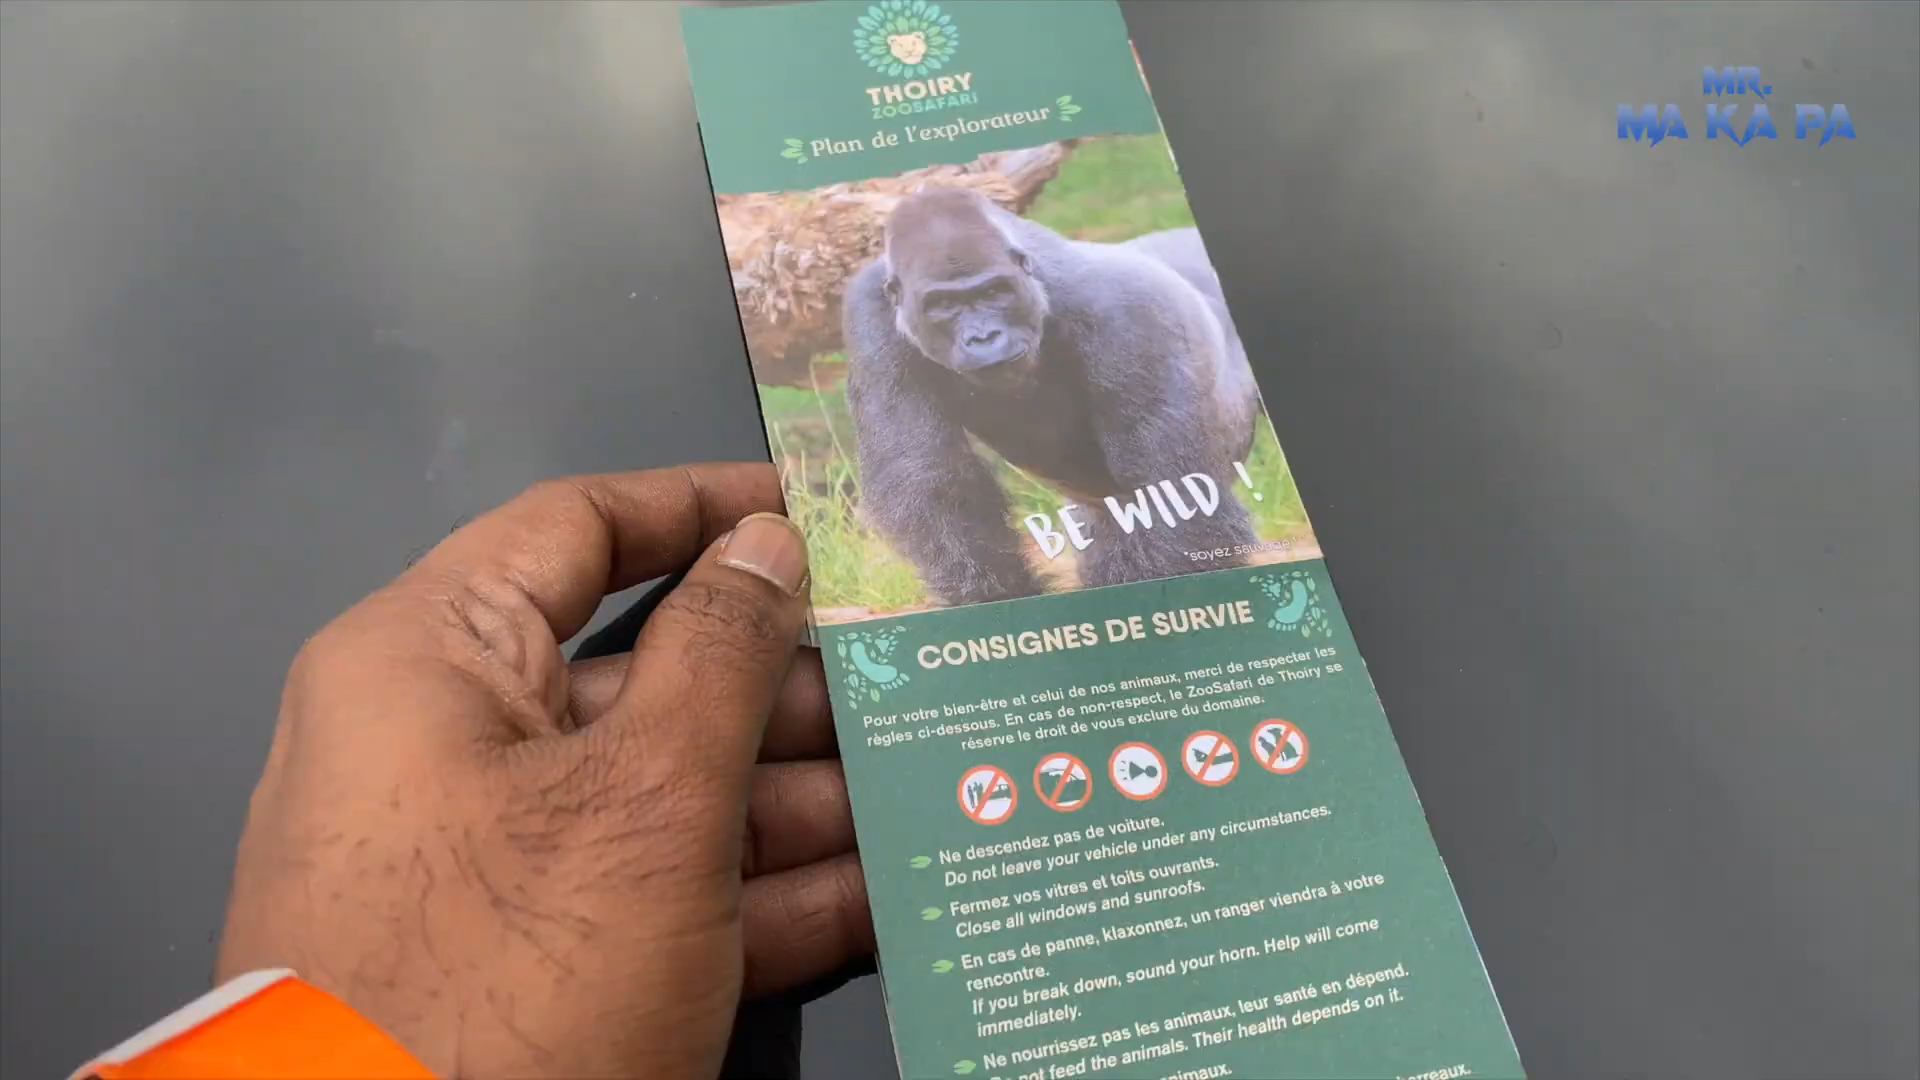 THOIRY
ZOOSAFARI
Plan de l'explorateur
MR.
MA KA PA
BE WILD !
*soyez sauvage
CONSIGNES DE SURVIE
Pour votre bien-être et celui de nos animaux, merci de respecter les
règles ci-dessous. En cas de non-respect, le ZooSafari de Thoiry se
réserve le droit de vous exclure du domaine.
Ne descendez pas de voiture.
Do not leave your vehicle under any circumstances.
Fermez vos vitres et toits ouvrants.
Close all windows and sunroofs.
En cas de panne, klaxonnez, un ranger viendra à votre
rencontre.
If you break down, sound your horn. Help will come
immediately.
Ne nourrissez pas les animaux, leur santé en dépend.
Do not feed the animals. Their health depends on it.